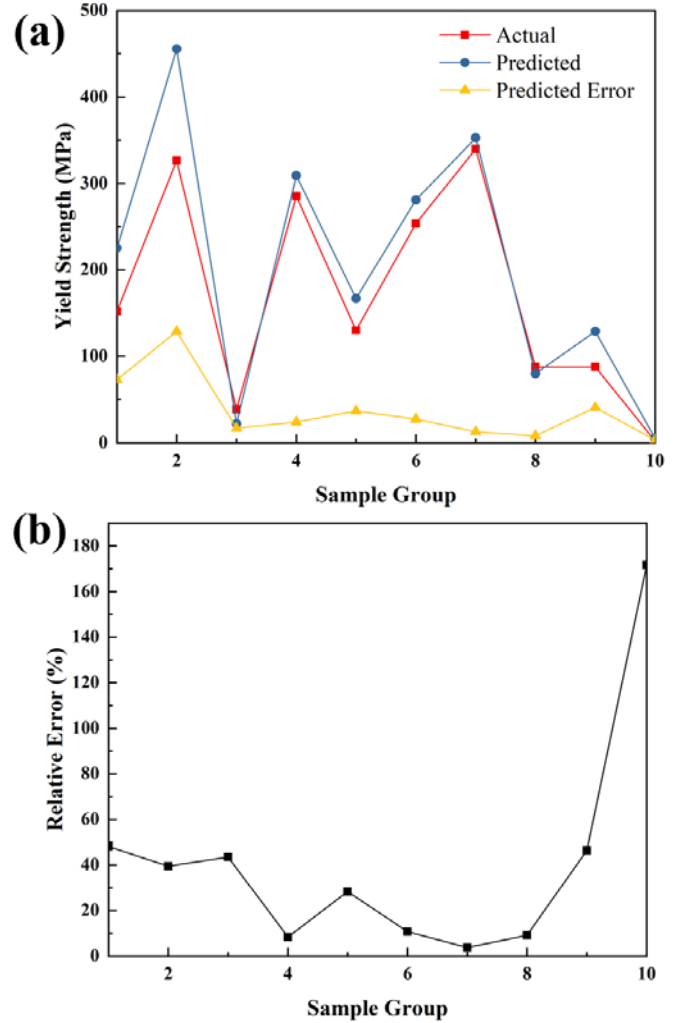 (a)
500
400
300
200
100
0
Yield Strength (MPa)
Actual
Predicted
Predicted Error
2
4
6
8
10
Sample Group
(b)
180
160
140
120
100
80
60
40
20
0
Relative Error (%)
2
4
6
8
10
Sample Group